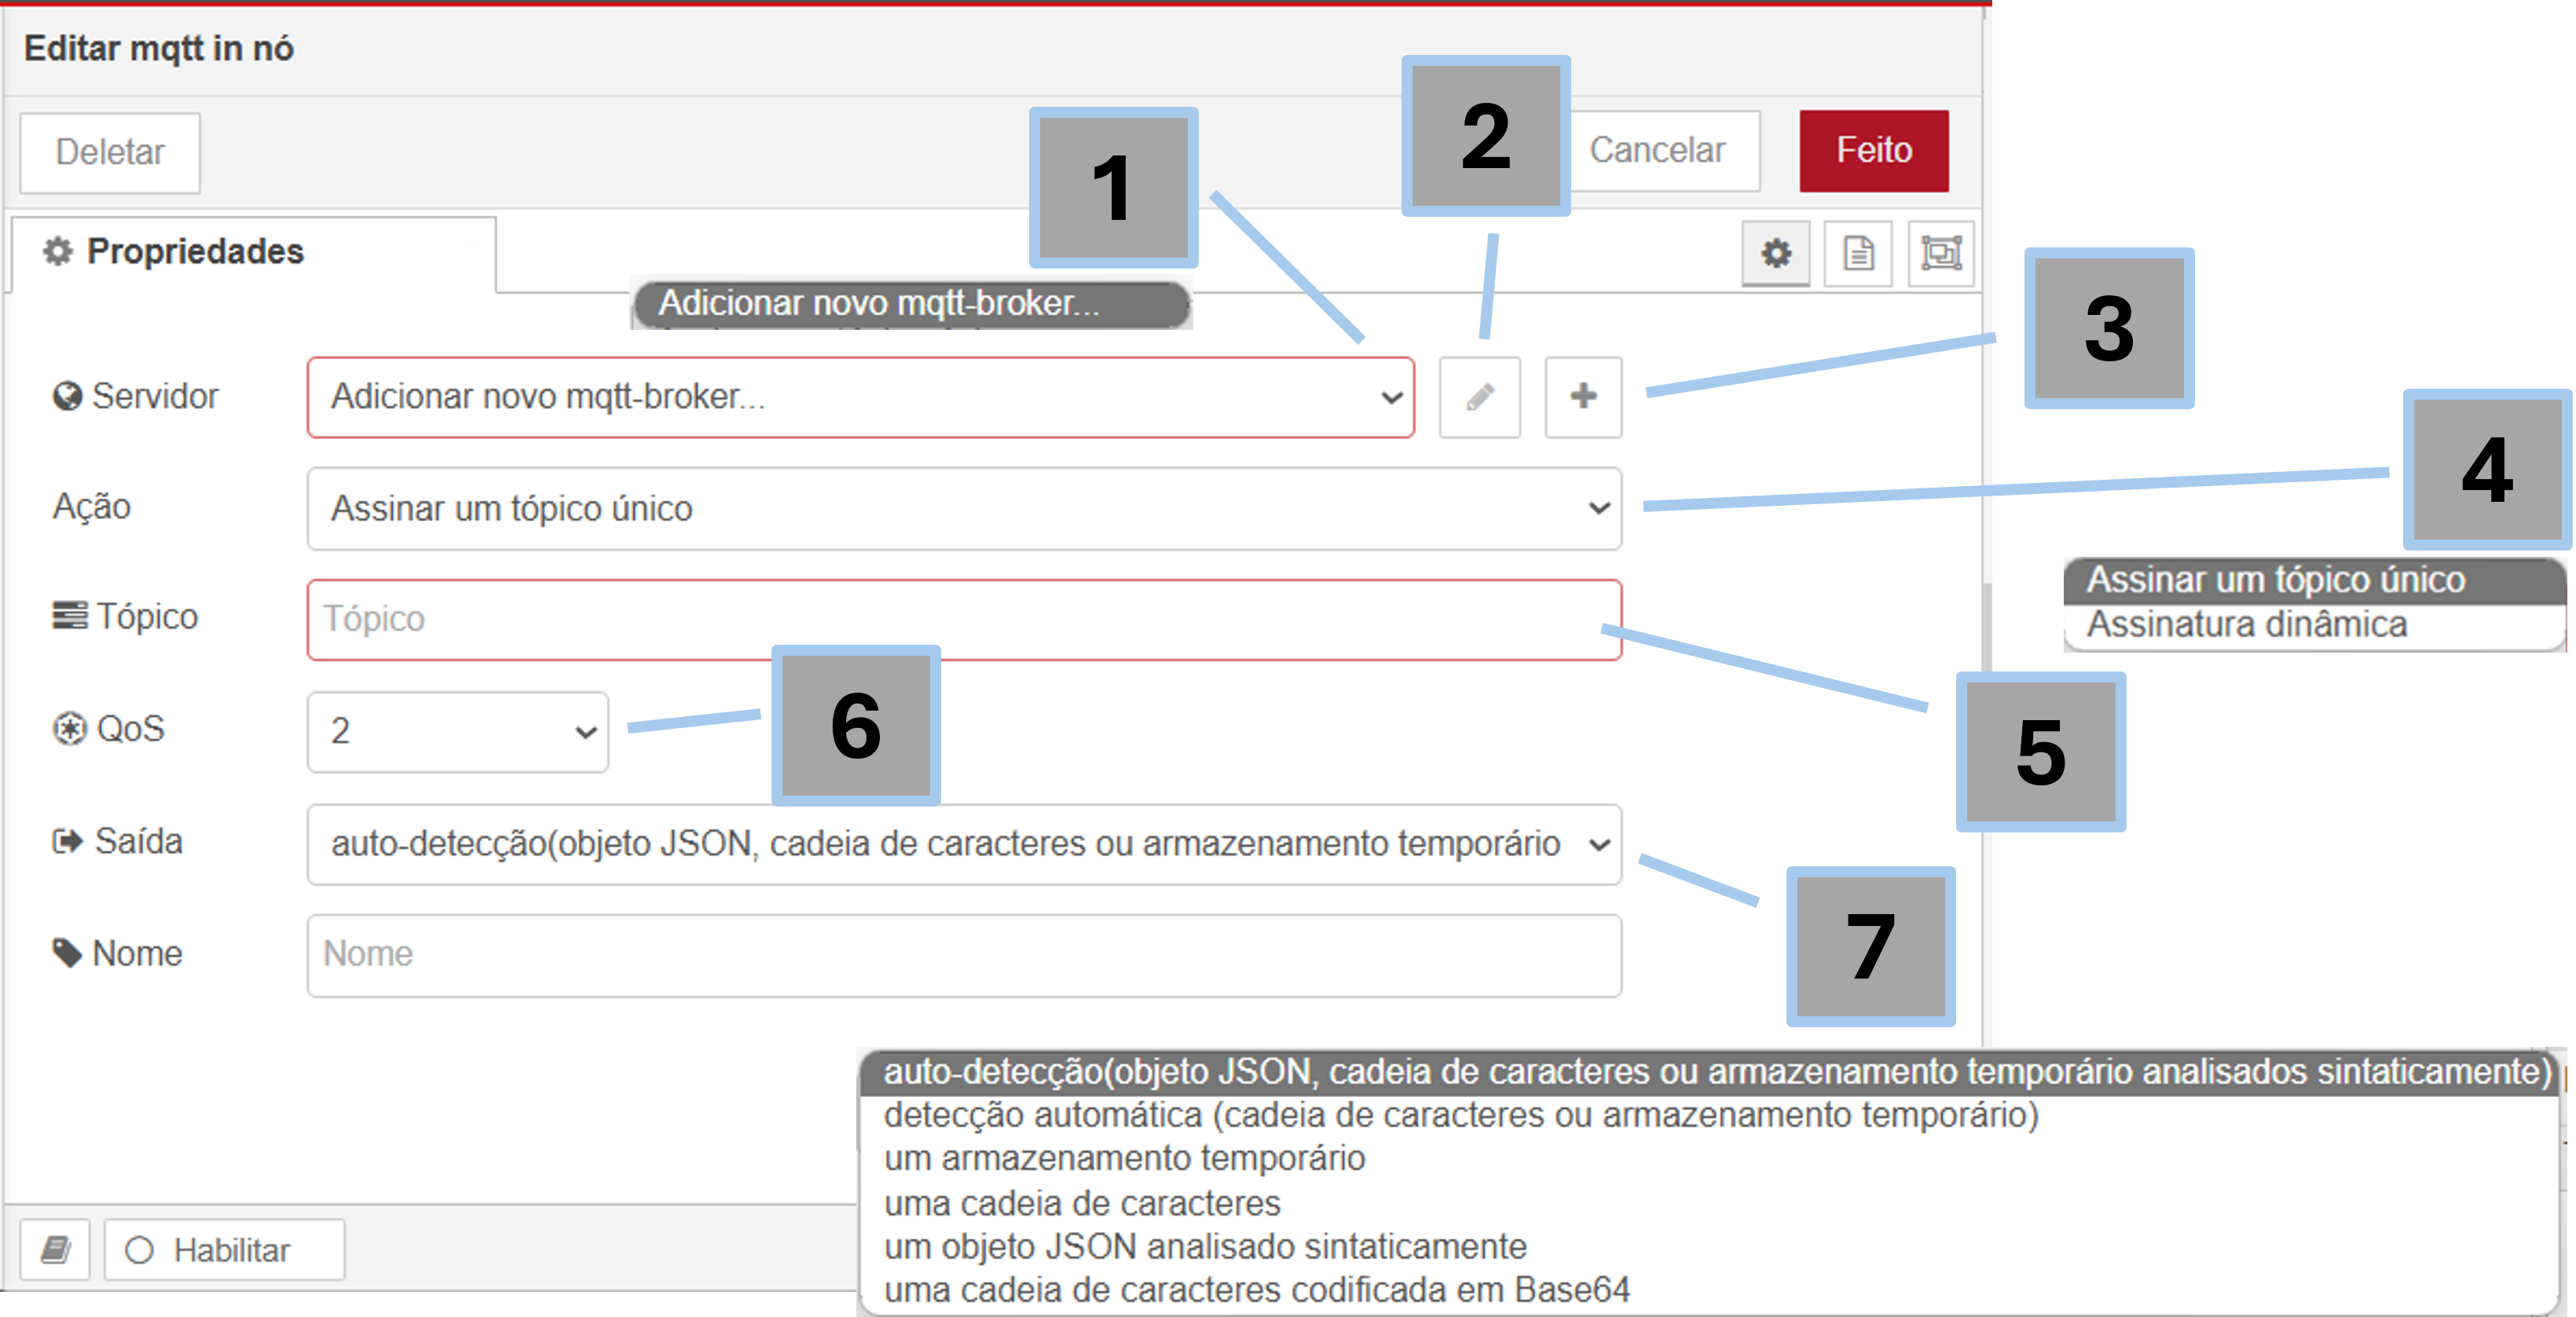 Editar mqtt in nó
Deletar
1
2
Cancelar
Feito
Propriedades
Adicionar novo mqtt-broker...
3
Servidor
Adicionar novo mqtt-broker...
Ação
Assinar um tópico único
4
Assinar um tópico único
Assinatura dinâmica
Tópico
Tópico
5
QoS
2
6
Saída
auto-detecção(objeto JSON, cadeia de caracteres ou armazenamento temporário
7
Nome
Nome
auto-detecção(objeto JSON, cadeia de caracteres ou armazenamento temporário analisados sintaticamente)
detecção automática (cadeia de caracteres ou armazenamento temporário)
um armazenamento temporário
uma cadeia de caracteres
um objeto JSON analisado sintaticamente
uma cadeia de caracteres codificada em Base64
Habilitar